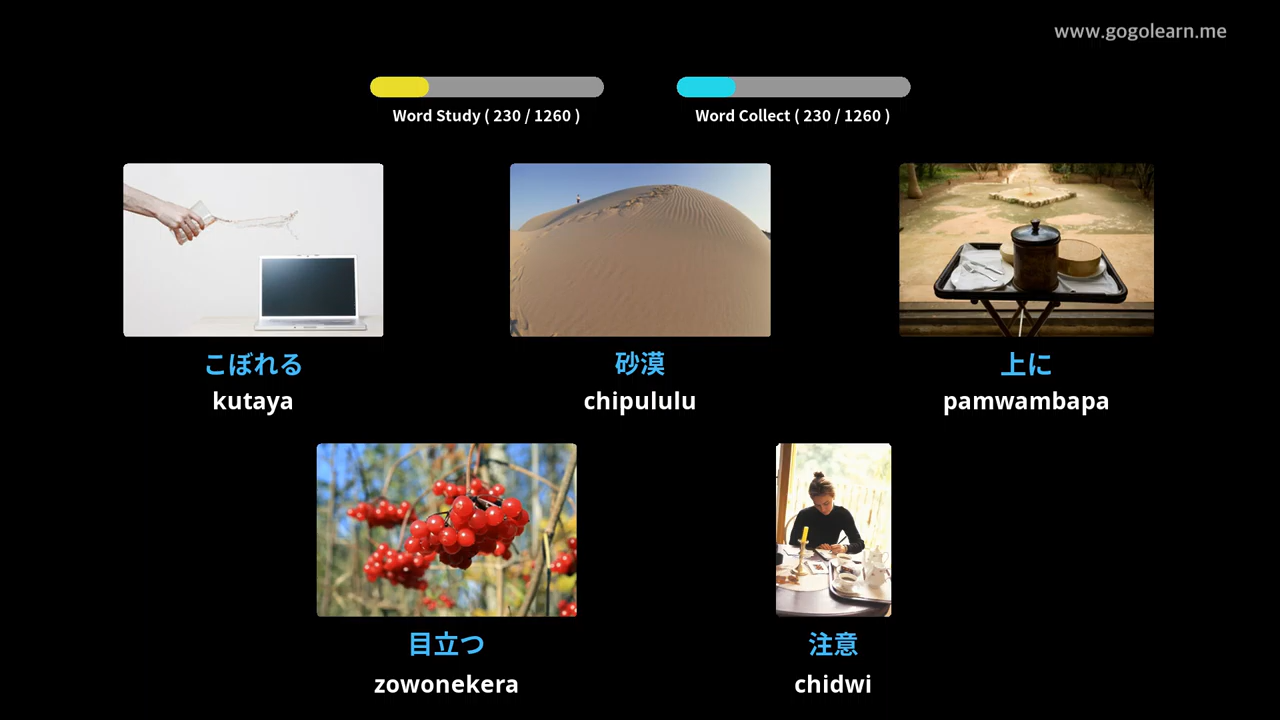 www.gogolearn.me
Word Study ( 230 / 1260 )
Word Collect ( 230 / 1260 )
こぼれる
kutaya
砂漠
chipululu
上に
pamwambapa
目立つ
zowonekera
注意
chidwi